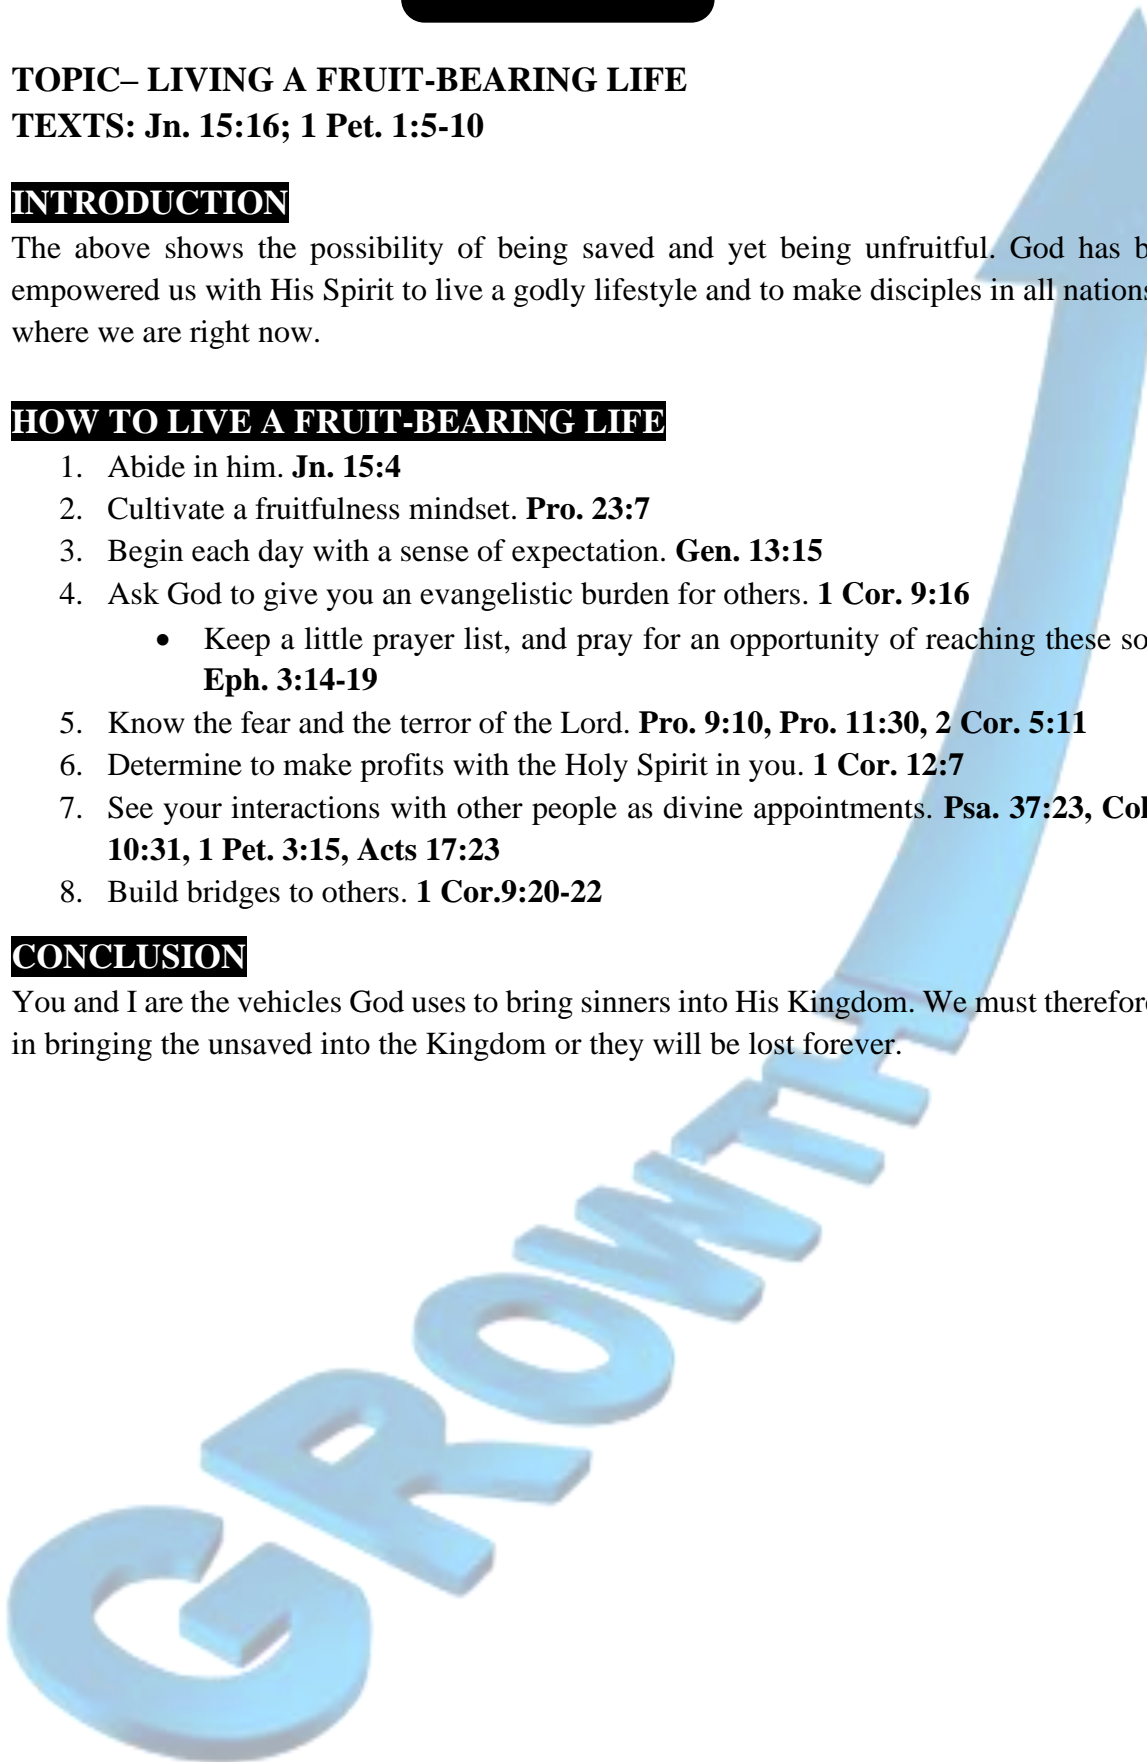 TOPIC– LIVING A FRUIT-BEARING LIFE
TEXTS: Jn. 15:16; 1 Pet. 1:5-10
INTRODUCTION
The above shows the possibility of being saved and yet being unfruitful. God has b
empowered us with His Spirit to live a godly lifestyle and to make disciples in all nations
where we are right now.
HOW TO LIVE A FRUIT-BEARING LIFE
1. Abide in him. Jn. 15:4
2. Cultivate a fruitfulness mindset. Pro. 23:7
3. Begin each day with a sense of expectation. Gen. 13:15
4. Ask God to give you an evangelistic burden for others. 1 Cor. 9:16
• Keep a little prayer list, and pray for an opportunity of reaching these so
Eph. 3:14-19
5. Know the fear and the terror of the Lord. Pro. 9:10, Pro. 11:30, 2 Cor. 5:11
6. Determine to make profits with the Holy Spirit in you. 1 Cor. 12:7
7. See your interactions with other people as divine appointments. Psa. 37:23, Col
10:31, 1 Pet. 3:15, Acts 17:23
8. Build bridges to others. 1 Cor.9:20-22
CONCLUSION
You and I are the vehicles God uses to bring sinners into His Kingdom. We must therefore
in bringing the unsaved into the Kingdom or they will be lost forever.
GROWTH